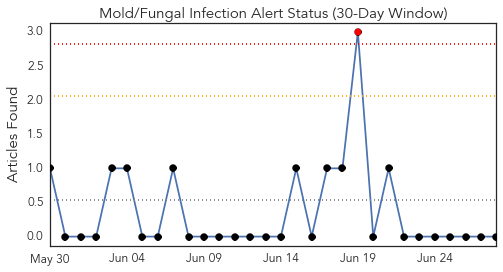 Mold/Fungal Infection Alert Status (30-Day Window)
Articles Found
3.0
2.5
2.0
1.5
1.0
0.5
0.0
May 30
Jun 04
Jun 09
Jun 14
Jun 19
Jun 24